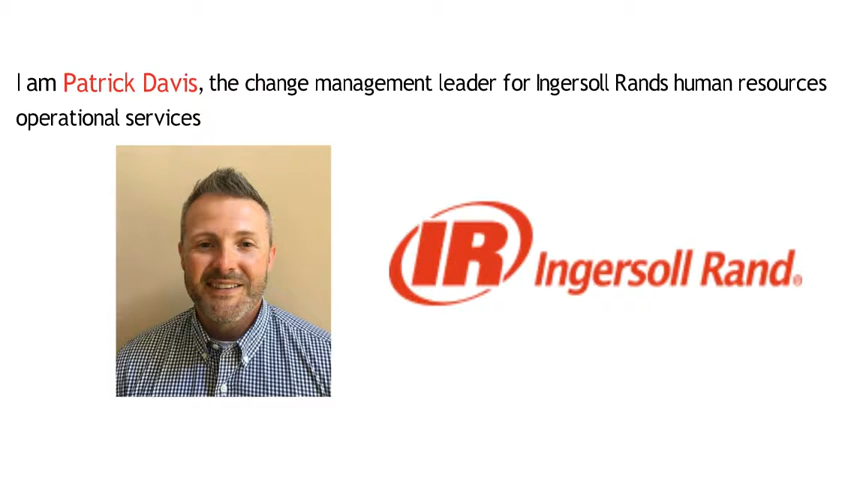 I am Patrick Davis, the change management leader for Ingersoll Rands human resources
operational services
IR Ingersoll Rand®